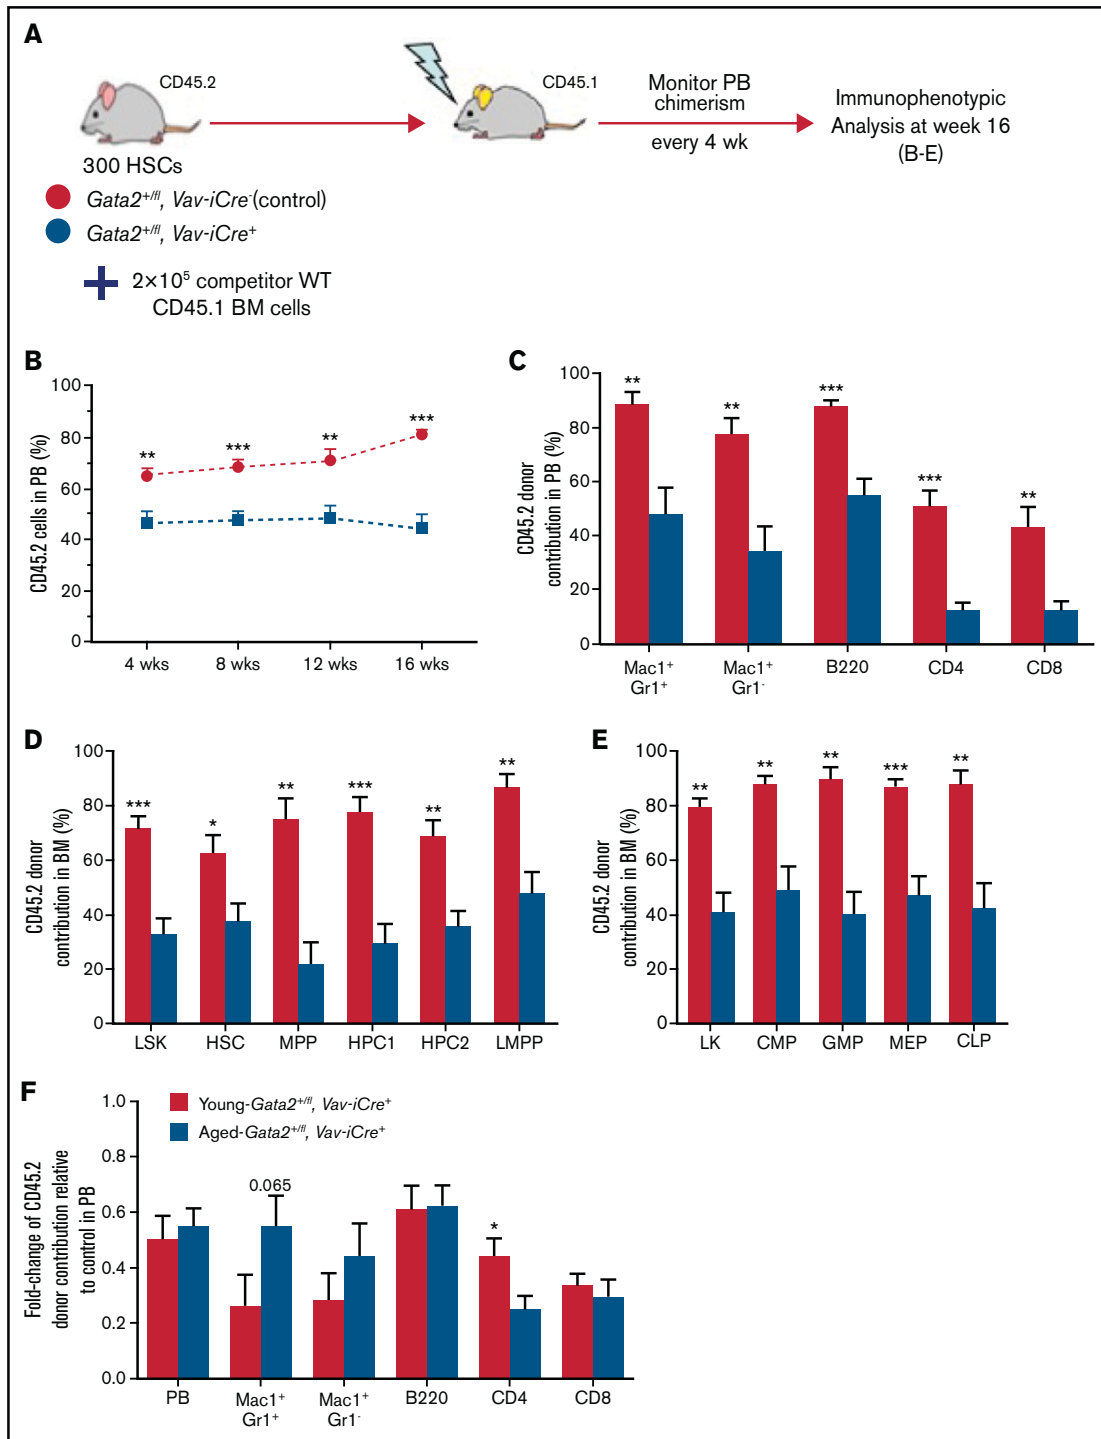 A
CD45.2
CD45.1
Monitor PB
chimerism
every 4 wk
Immunophenotypic
Analysis at week 16
(B-E)
300 HSCs
Gata2⁺/ᶠˡ, Vav-iCre⁻(control)
Gata2⁺/ᶠˡ, Vav-iCre⁺
+ 2×10⁵ competitor WT
CD45.1 BM cells
B
CD45.2 cells in PB (%)
100
80
60
40
20
0
** *** ** ***
4 wks 8 wks 12 wks 16 wks
C
CD45.2 donor
contribution in PB (%)
100
80
60
40
20
0
** ** *** *** **
Mac1⁺ Mac1⁺ B220 CD4 CD8
Gr1⁺ Gr1⁻
D
CD45.2 donor
contribution in BM (%)
100
80
60
40
20
0
*** * ** *** ** **
LSK HSC MPP HPC1 HPC2 LMPP
E
CD45.2 donor
contribution in BM (%)
100
80
60
40
20
0
** ** ** *** **
LK CMP GMP MEP CLP
F
Fold-change of CD45.2
donor contribution relative
to control in PB
1.0
0.8
0.6
0.4
0.2
0.0
Young-Gata2⁺/ᶠˡ, Vav-iCre⁺
Aged-Gata2⁺/ᶠˡ, Vav-iCre⁺
0.065
*
PB Mac1⁺ Mac1⁺ B220 CD4 CD8
Gr1⁺ Gr1⁻